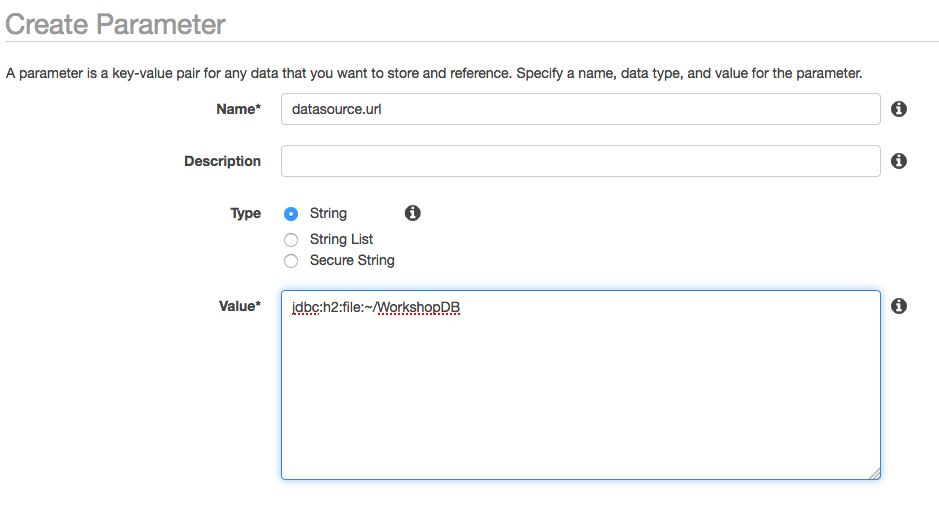 Create Parameter
A parameter is a key-value pair for any data that you want to store and reference. Specify a name, data type, and value for the parameter.
Name* datasource.url
Description
Type String
String List
Secure String
Value* jdbc:h2:file:~/WorkshopDB